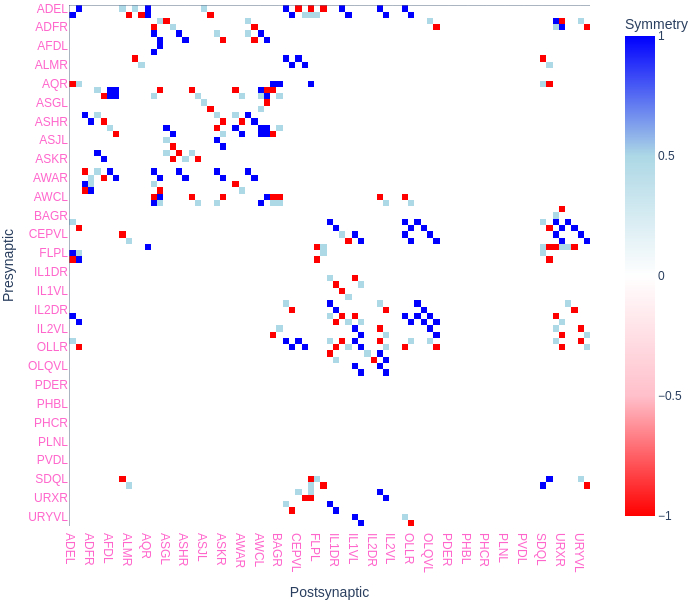 Symmetry
1
0.5
0
−0.5
−1
Presynaptic
ADEL
ADFR
AFDL
ALMR
AQR
ASGL
ASHR
ASJL
ASKR
AWAR
AWCL
BAGR
CEPVL
FLPL
IL1DR
IL1VL
IL2DR
IL2VL
OLLR
OLQVL
PDER
PHBL
PHCR
PLNL
PVDL
SDQL
URXR
URYVL
ADEL
ADFR
AFDL
ALMR
AQR
ASGL
ASHR
ASJL
ASKR
AWAR
AWCL
BAGR
CEPVL
FLPL
IL1DR
IL1VL
IL2DR
IL2VL
OLLR
OLQVL
PDER
PHBL
PHCR
PLNL
PVDL
SDQL
URXR
URYVL
Postsynaptic